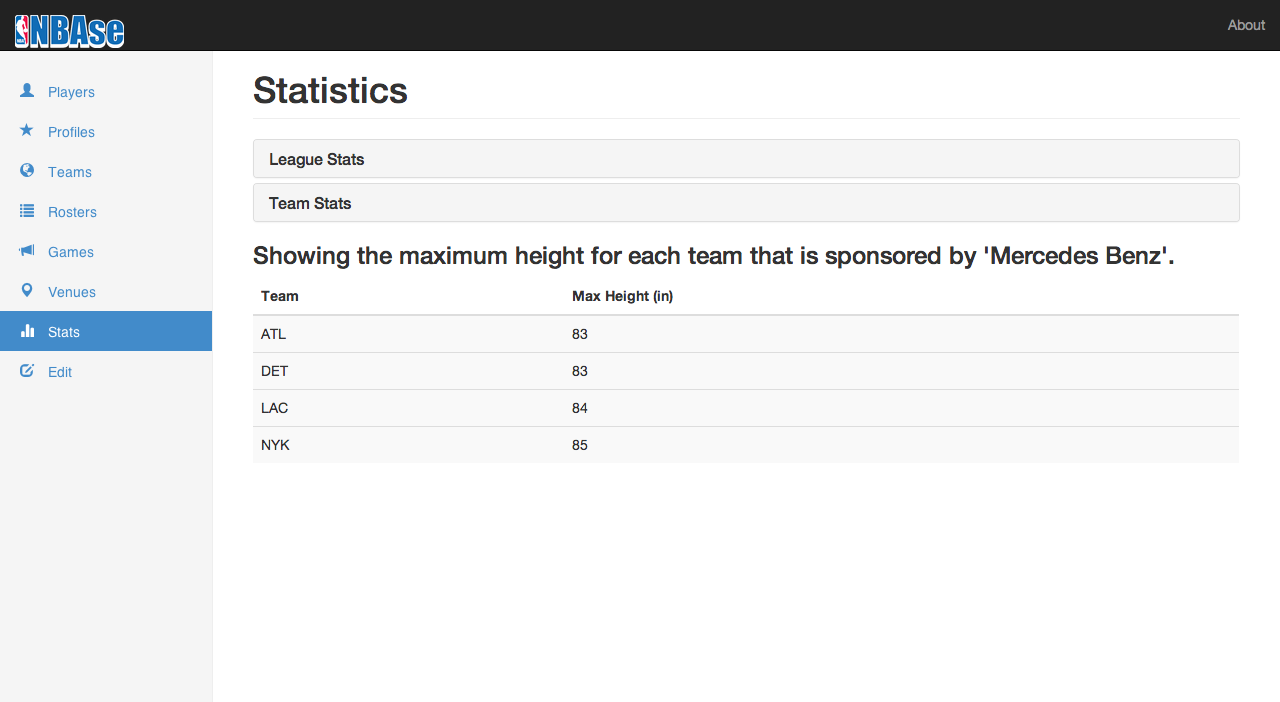 NBAse
About
Players
Profiles
Teams
Rosters
Games
Venues
Stats
Edit
Statistics
League Stats
Team Stats
Showing the maximum height for each team that is sponsored by 'Mercedes Benz'.
Team Max Height (in)
ATL 83
DET 83
LAC 84
NYK 85